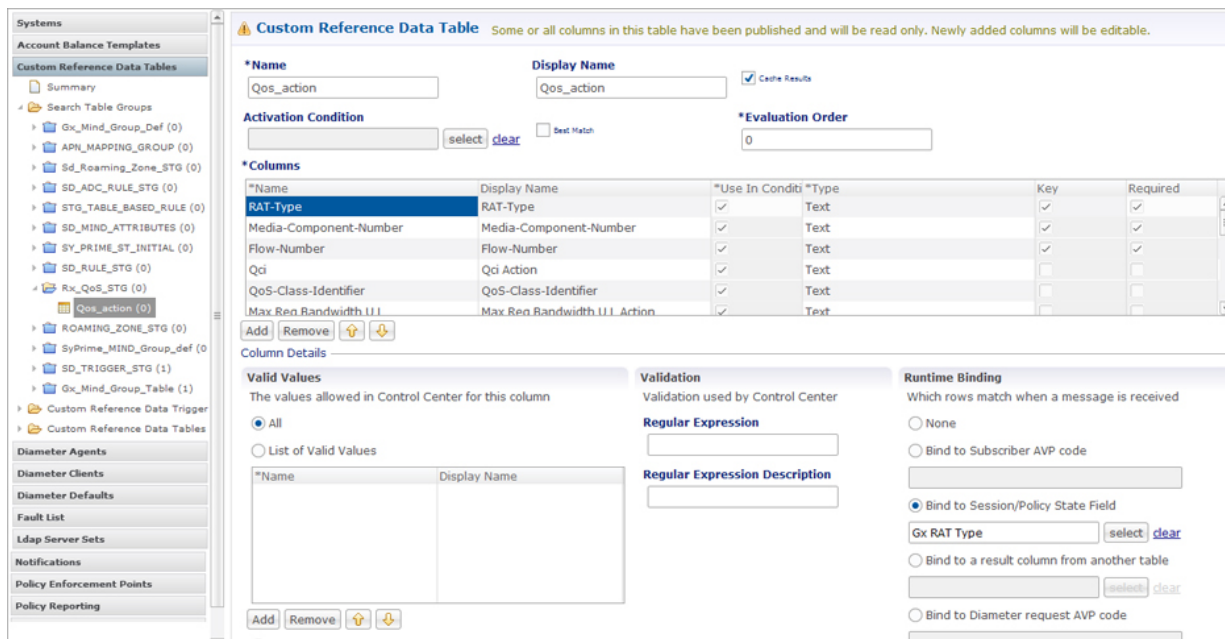 Systems
Account Balance Templates
Custom Reference Data Tables
Summary
Search Table Groups
Gx_Mind_Group_Def (0)
APN_MAPPING_GROUP (0)
Sd_Roaming_Zone_STG (0)
SD_ADC_RULE_STG (0)
STG_TABLE_BASED_RULE (0)
SD_MIND_ATTRIBUTES (0)
SY_PRIME_ST_INITIAL (0)
SD_RULE_STG (0)
Rx_QoS_STG (0)
Qos_action (0)
ROAMING_ZONE_STG (0)
SyPrime_MIND_Group_def (0
SD_TRIGGER_STG (1)
Gx_Mind_Group_Table (1)
Custom Reference Data Trigger
Custom Reference Data Tables
Diameter Agents
Diameter Clients
Diameter Defaults
Fault List
Ldap Server Sets
Notifications
Policy Enforcement Points
Policy Reporting
Custom Reference Data Table Some or all columns in this table have been published and will be read only. Newly added columns will be editable.
*Name Display Name
Qos_action Qos_action Cache Results
Activation Condition *Evaluation Order
select clear Best Match 0
*Columns
*Name Display Name *Use In Conditi *Type Key Required
RAT-Type RAT-Type Text
Media-Component-Number Media-Component-Number Text
Flow-Number Flow-Number Text
Qci Qci Action Text
QoS-Class-Identifier QoS-Class-Identifier Text
Max Req Bandwidth U L Max Req Bandwidth U L Action Text
Add Remove
Column Details
Valid Values
The values allowed in Control Center for this column
All
List of Valid Values
*Name Display Name
Add Remove
Validation
Validation used by Control Center
Regular Expression
Regular Expression Description
Runtime Binding
Which rows match when a message is received
None
Bind to Subscriber AVP code
Bind to Session/Policy State Field
Gx RAT Type select clear
Bind to a result column from another table
select clear
Bind to Diameter request AVP code